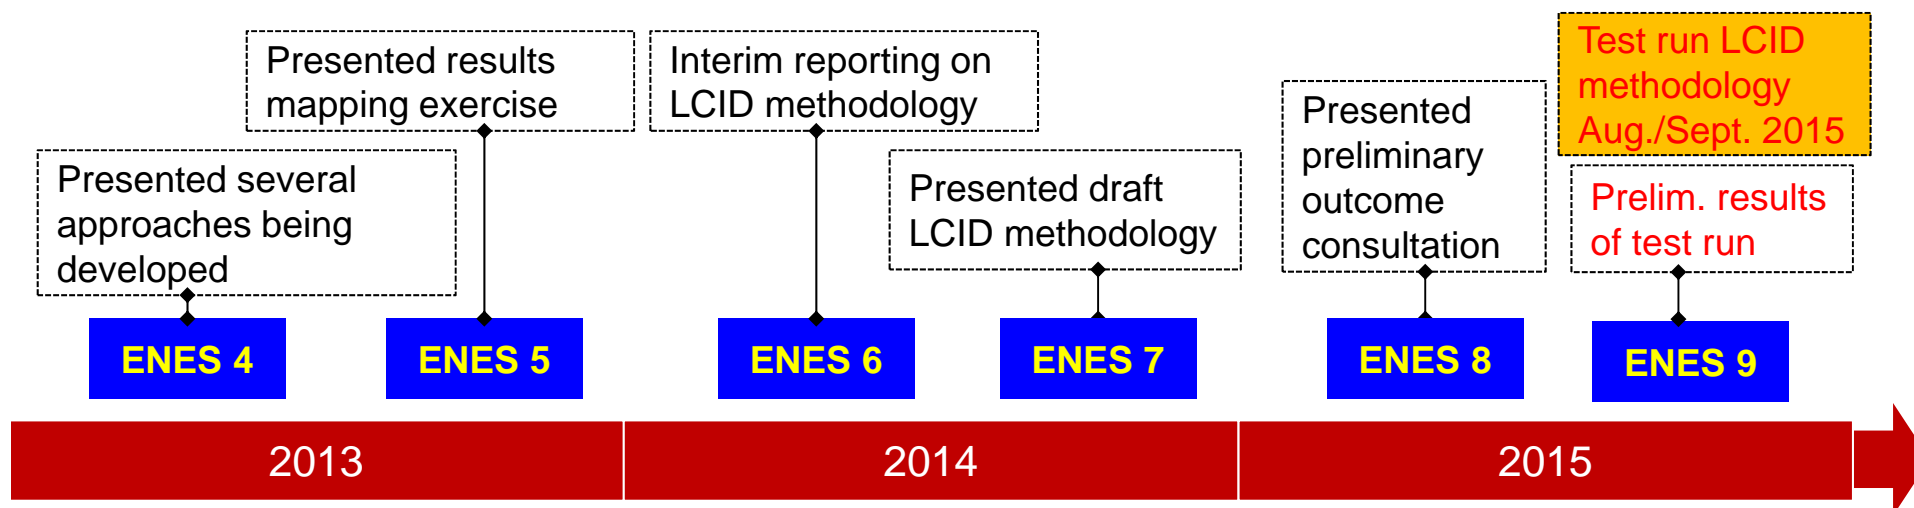 Presented several
approaches being
developed
Presented results
mapping exercise
Interim reporting on
LCID methodology
Presented draft
LCID methodology
Presented
preliminary
outcome
consultation
Test run LCID
methodology
Aug./Sept. 2015
Prelim. results
of test run
ENES 4
ENES 5
ENES 6
ENES 7
ENES 8
ENES 9
2013
2014
2015